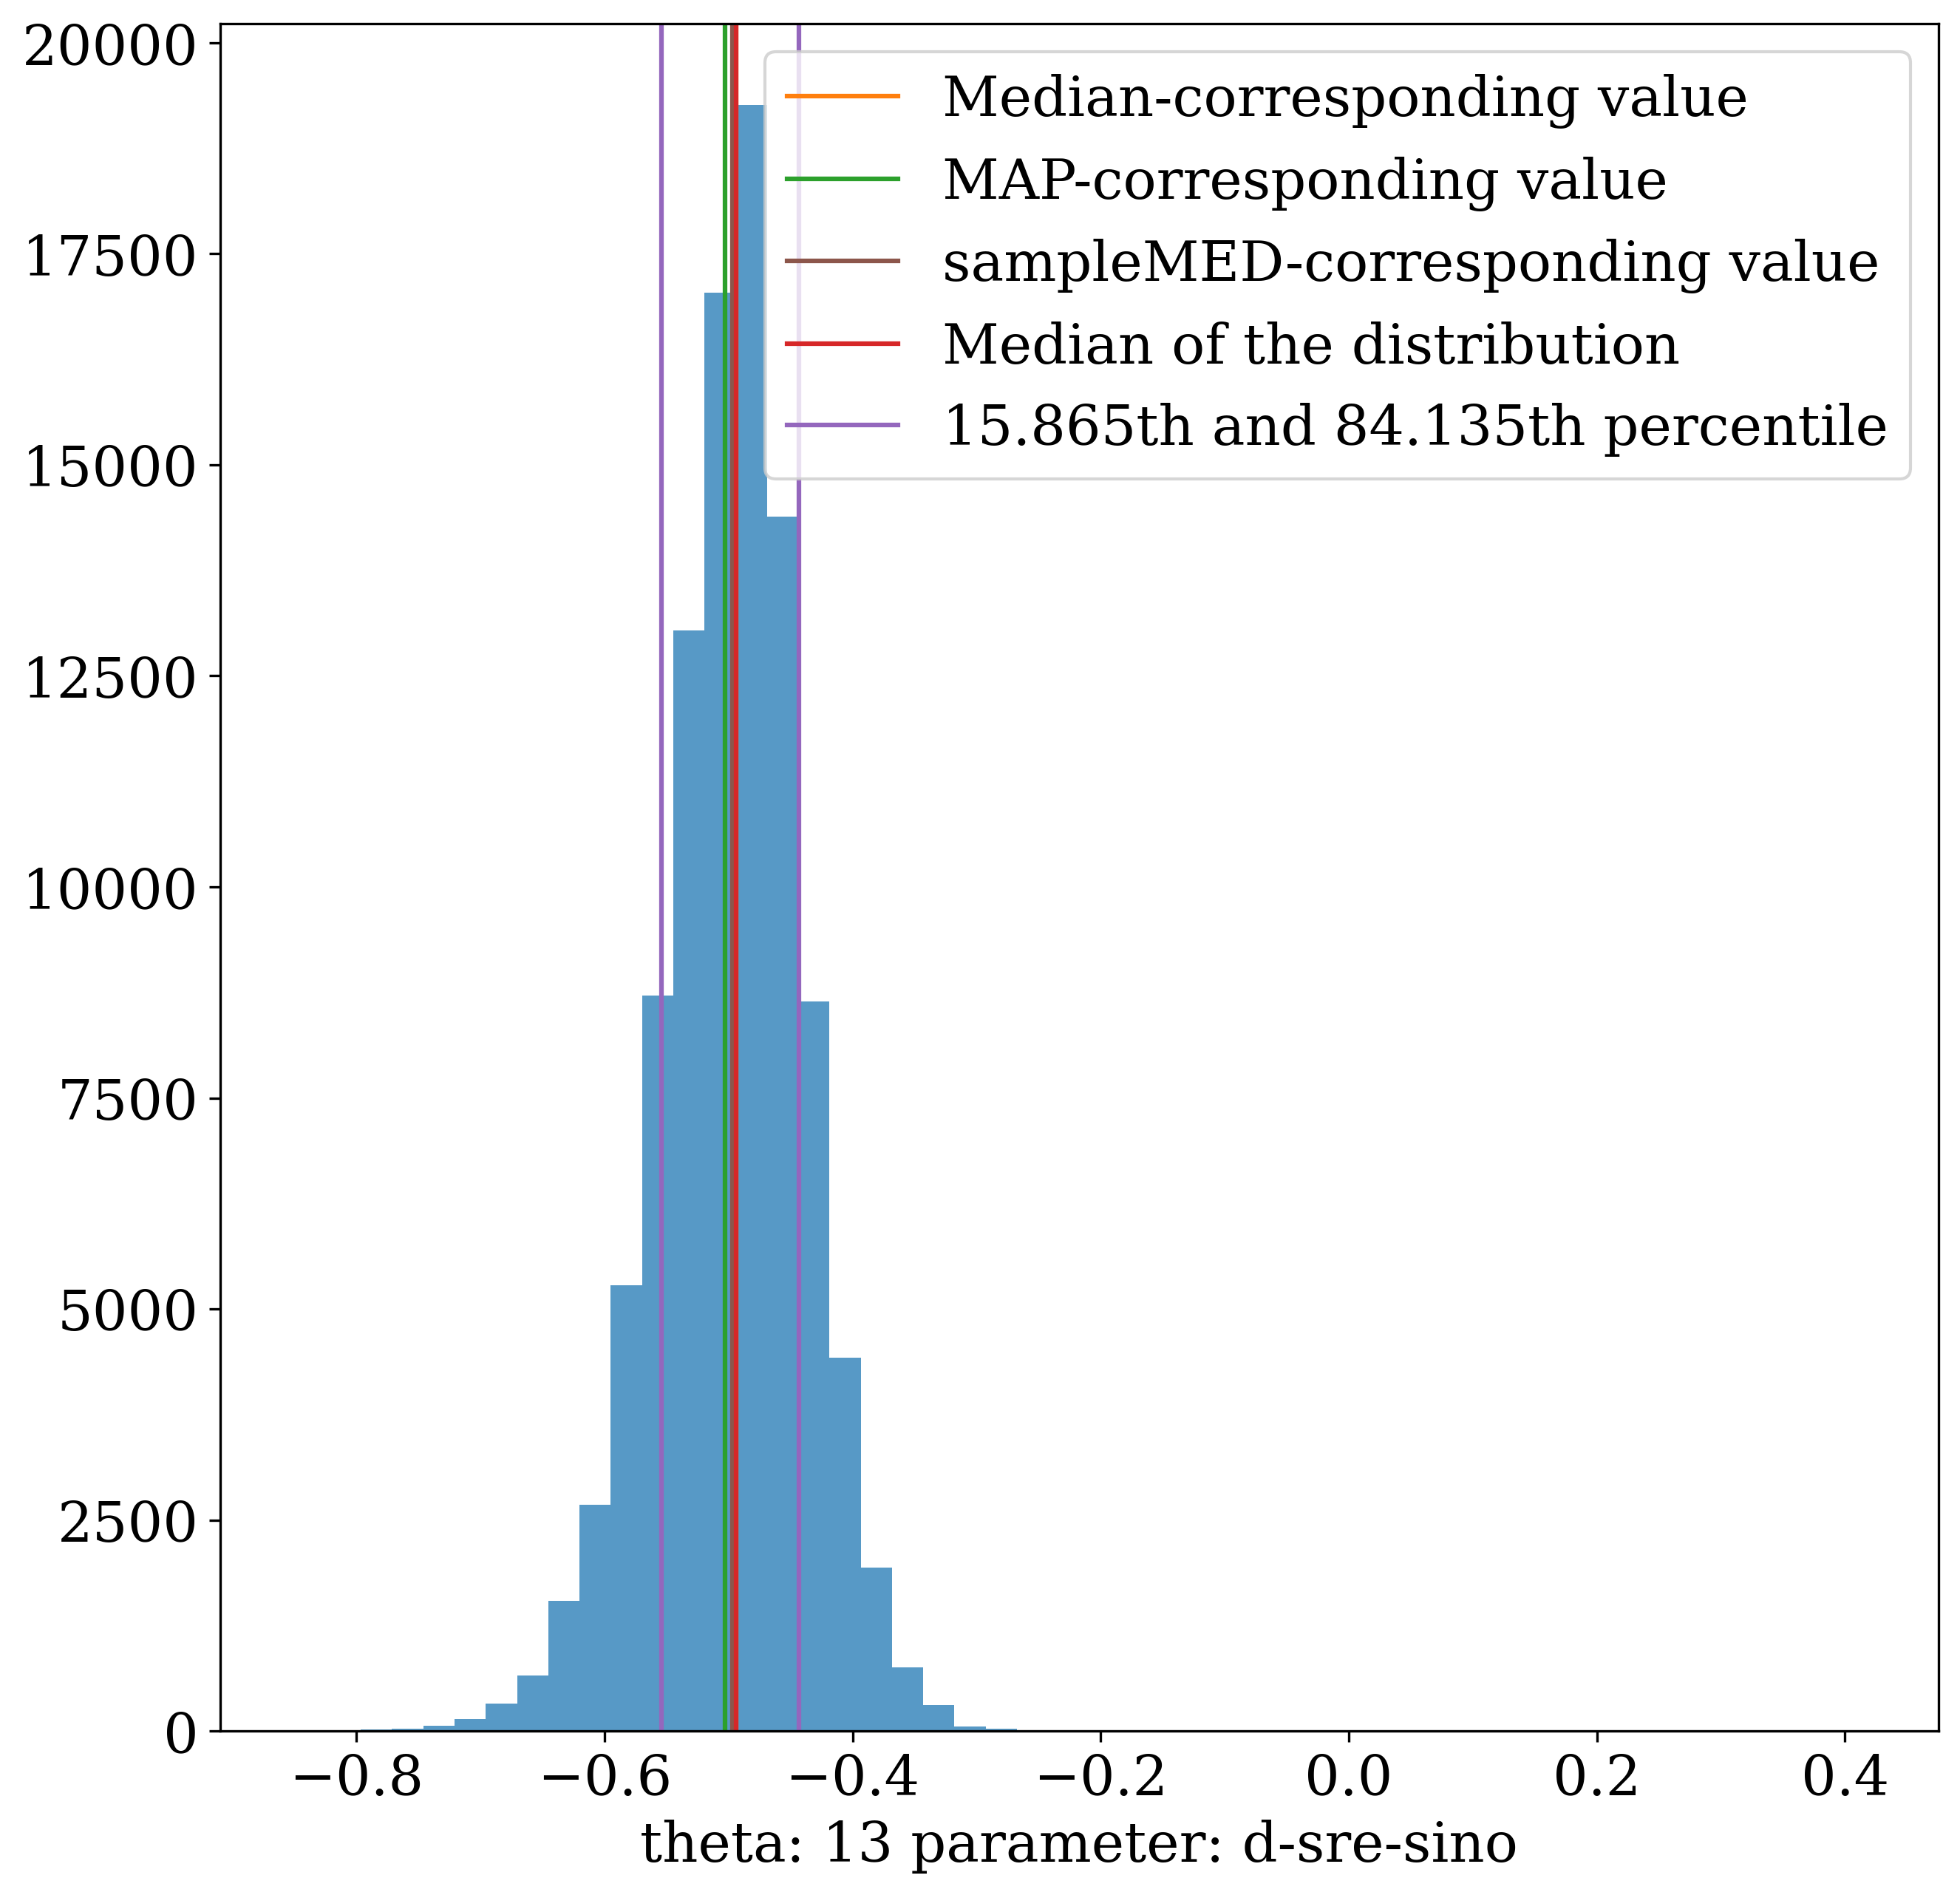 20000
17500
15000
12500
10000
7500
5000
2500
0
Median-corresponding value
MAP-corresponding value
sampleMED-corresponding value
Median of the distribution
15.865th and 84.135th percentile
−0.8 −0.6 −0.4 −0.2 0.0 0.2 0.4
theta: 13 parameter: d-sre-sino